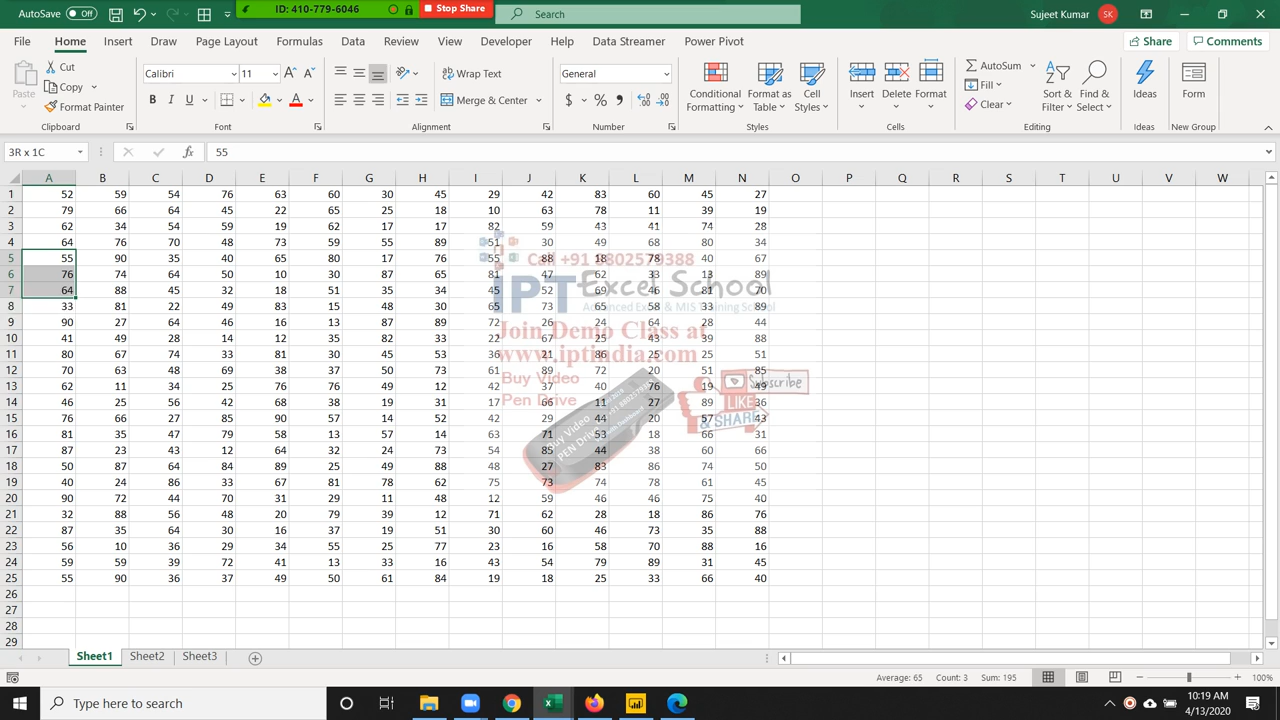 AutoSave Off
ID: 410-779-6046
Stop Share
Search
Sujeet Kumar SK
File Home Insert Draw Page Layout Formulas Data Review View Developer Help Data Streamer Power Pivot Share Comments
Paste Cut Copy Format Painter
Calibri 11
B I U
Wrap Text
Merge & Center
General
$ % ,
Conditional Formatting Format as Table Cell Styles
Insert Delete Format
AutoSum Fill Clear
Sort & Filter Find & Select
Ideas Form
Clipboard Font Alignment Number Styles Cells Editing Ideas New Group
3R x 1C fx 55
A B C D E F G H I J K L M N O P Q R S T U V W
1 52 59 54 76 63 60 30 45 29 42 83 60 45 27
2 79 66 64 45 22 65 25 18 10 63 78 11 39 19
3 62 34 54 59 19 62 17 17 82 59 43 41 74 28
4 64 76 70 48 73 59 55 89 51 30 49 68 80 34
5 55 90 35 40 65 80 17 76 55 88 18 78 40 67
6 76 74 64 50 10 30 87 65 81 47 62 33 13 89
7 64 88 45 32 18 51 35 34 45 52 69 46 81 70
8 33 81 22 49 83 15 48 30 65 73 65 58 33 89
9 90 27 64 46 16 13 87 89 72 26 24 64 28 44
10 41 49 28 14 12 35 82 33 22 67 25 43 39 88
11 80 67 74 33 81 30 45 53 36 21 86 25 25 51
12 70 63 48 69 38 37 50 73 61 89 72 20 51 85
13 62 11 34 25 76 76 49 12 42 37 40 76 19 49
14 46 25 56 42 68 38 19 31 17 66 11 27 89 36
15 76 66 27 85 90 57 14 52 42 29 44 20 57 43
16 81 35 47 79 58 13 57 14 63 71 53 18 66 31
17 87 23 43 12 64 32 24 73 54 85 44 38 60 66
18 50 87 64 84 89 25 49 88 48 27 83 86 74 50
19 40 24 86 33 67 81 78 62 75 73 74 78 61 45
20 90 72 44 70 31 29 11 48 12 59 46 46 75 40
21 32 88 56 48 20 79 39 12 71 62 28 18 86 76
22 87 35 64 30 16 37 19 51 30 60 46 73 35 88
23 56 10 36 29 34 55 25 77 23 16 58 70 88 16
24 59 59 39 72 41 13 33 16 43 54 79 89 31 45
25 55 90 36 37 49 50 61 84 19 18 25 33 66 40
26
27
28
29
Call +91 8802579388
IPT Excel School
Advanced Excel & MIS Training School
Join Demo Class at
www.iptindia.com
Buy Video
Pen Drive
Buy Video
PEN Drive
Subscribe
LIKE
& SHARE
Sheet1 Sheet2 Sheet3
Average: 65 Count: 3 Sum: 195 100%
Type here to search
10:19 AM
4/13/2020